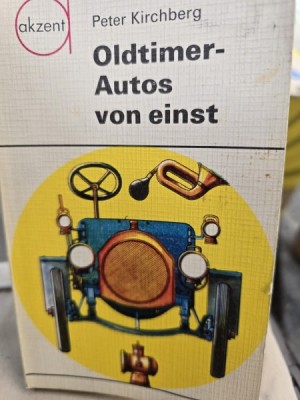 akzent
Peter Kirchberg
Oldtimer-
Autos
von einst